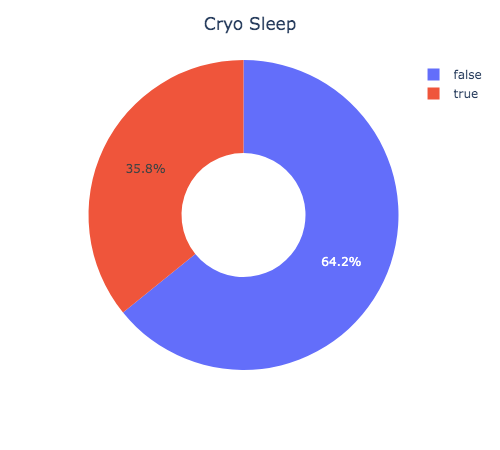 Cryo Sleep
false
true
35.8%
64.2%